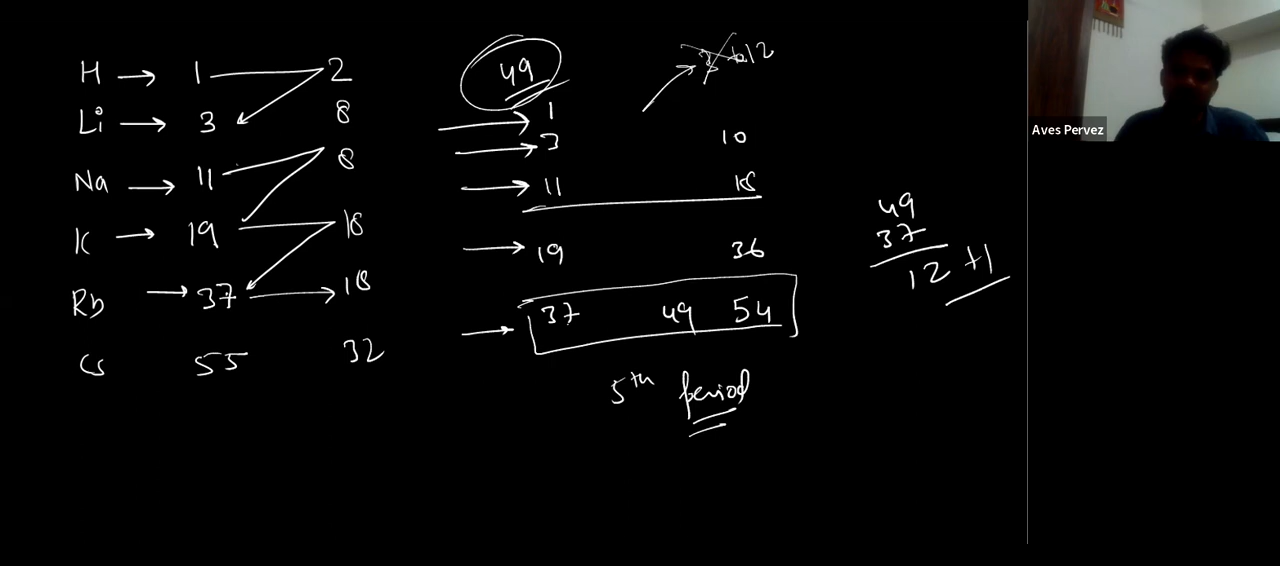 H → 1 2
Li → 3 8
Na → 11 8
K → 19 18
Rb → 37 → 18
Cs 55 32
49
12
→ 1
→ 3 10
→ 11 18
→ 19 36
→ 37 49 54
5th period
49
37
12 +1
Aves Pervez